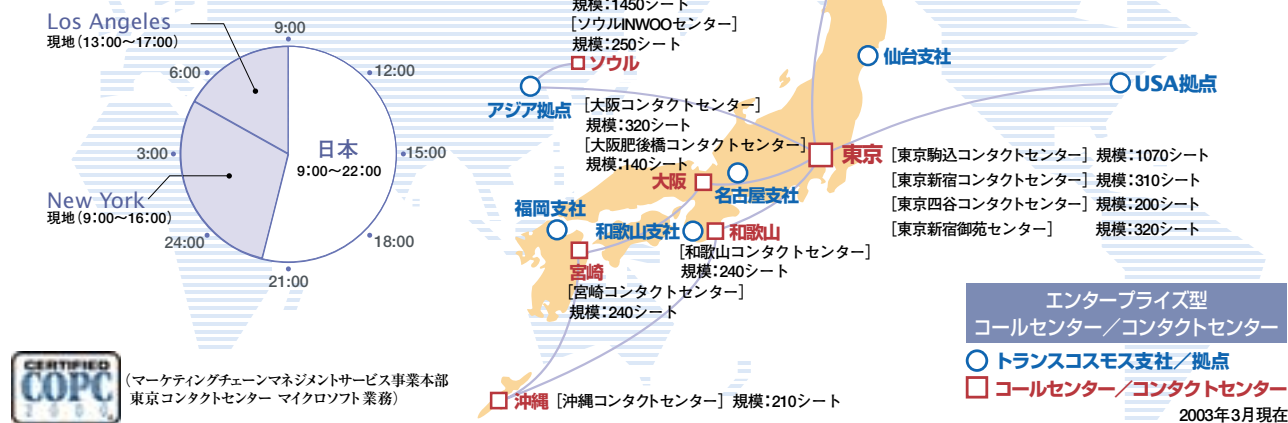 Los Angeles
現地（13:00〜17:00）
9:00
12:00
15:00
18:00
21:00
24:00
3:00
6:00
日本
9:00〜22:00
New York
現地（9:00〜16:00）
規模：1450シート
［ソウルINWOOセンター］
規模：250シート
ソウル
アジア拠点
仙台支社
USA拠点
［大阪コンタクトセンター］
規模：320シート
［大阪肥後橋コンタクトセンター］
規模：140シート
大阪
名古屋支社
東京
［東京駒込コンタクトセンター］ 規模：1070シート
［東京新宿コンタクトセンター］ 規模：310シート
［東京四谷コンタクトセンター］ 規模：200シート
［東京新宿御苑センター］ 規模：320シート
福岡支社
和歌山支社
和歌山
［和歌山コンタクトセンター］
規模：240シート
宮崎
［宮崎コンタクトセンター］
規模：240シート
沖縄 ［沖縄コンタクトセンター］ 規模：210シート
エンタープライズ型
コールセンター／コンタクトセンター
トランスコスモス支社／拠点
コールセンター／コンタクトセンター
2003年3月現在
CERTIFIED
COPC
2000
（マーケティングチェーンマネジメントサービス事業本部
東京コンタクトセンター マイクロソフト業務）